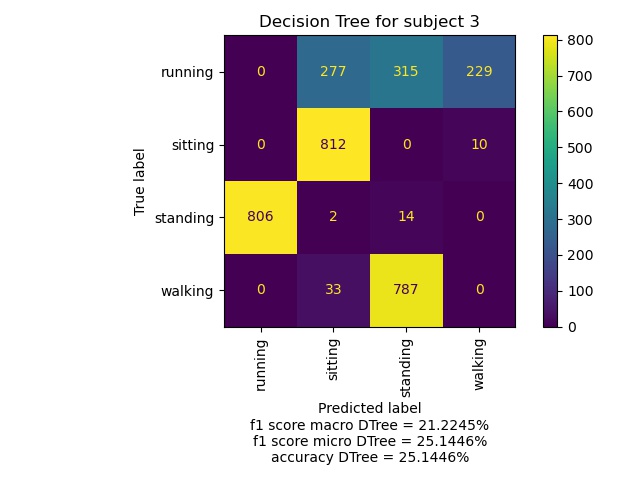 Decision Tree for subject 3
running 0 277 315 229
sitting 0 812 0 10
standing 806 2 14 0
walking 0 33 787 0
True label
running sitting standing walking
Predicted label
f1 score macro DTree = 21.2245%
f1 score micro DTree = 25.1446%
accuracy DTree = 25.1446%
800
700
600
500
400
300
200
100
0